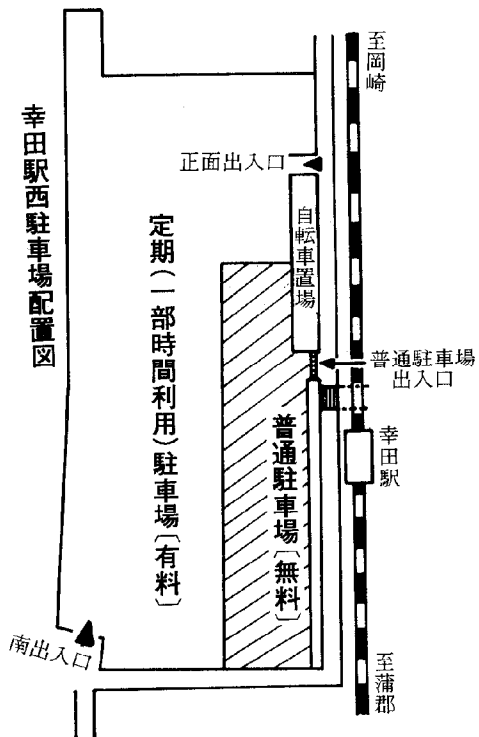 幸田駅西駐車場配置図
至岡崎
正面出入口
自転車置場
定期(一部時間利用)駐車場〔有料〕
普通駐車場
出入口
普通駐車場〔無料〕
幸田駅
南出入口
至蒲郡